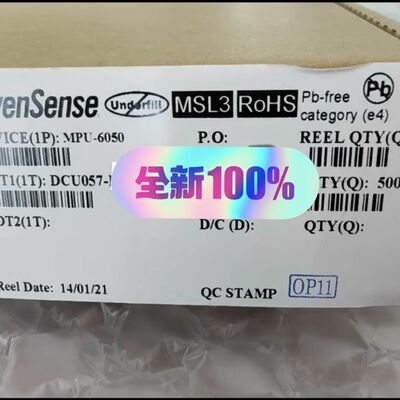 venSense Underfill MSL3 RoHS Pb-free category (e4) Pb
VICE(1P): MPU-6050 P.O: REEL QTY(Q
T1(1T): DCU057- TY(Q): 500
全新100%
OT2(1T): D/C (D): QTY(Q):
Reel Date: 14/01/21 QC STAMP OP11